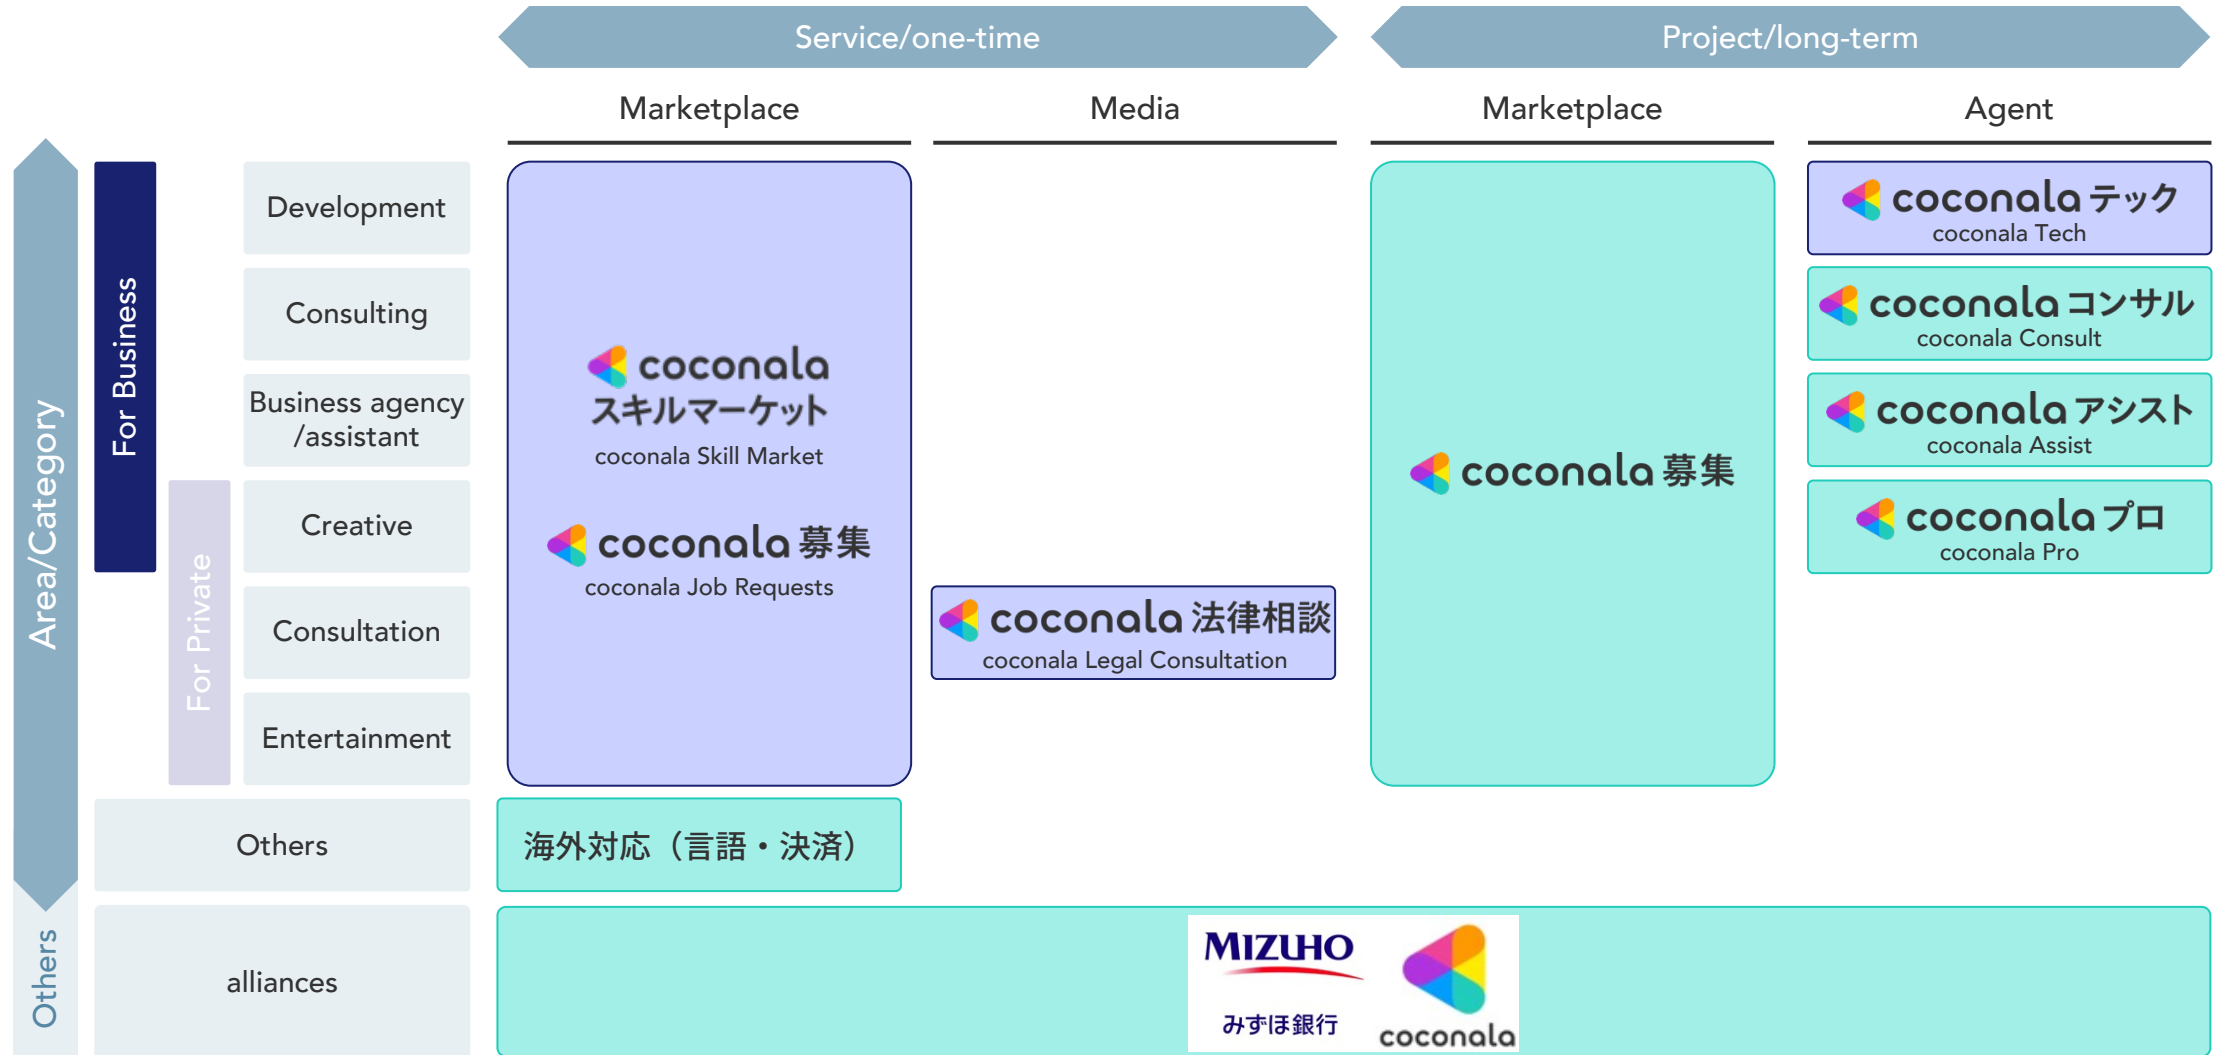 Service/one-time
Project/long-term
Marketplace
Media
Marketplace
Agent
Area/Category
Others
For Business
For Private
Development
Consulting
Business agency
/assistant
Creative
Consultation
Entertainment
Others
alliances
coconala
スキルマーケット
coconala Skill Market
coconala 募集
coconala Job Requests
coconala 法律相談
coconala Legal Consultation
coconala 募集
coconala テック
coconala Tech
coconala コンサル
coconala Consult
coconala アシスト
coconala Assist
coconala プロ
coconala Pro
海外対応（言語・決済）
MIZUHO
みずほ銀行
coconala